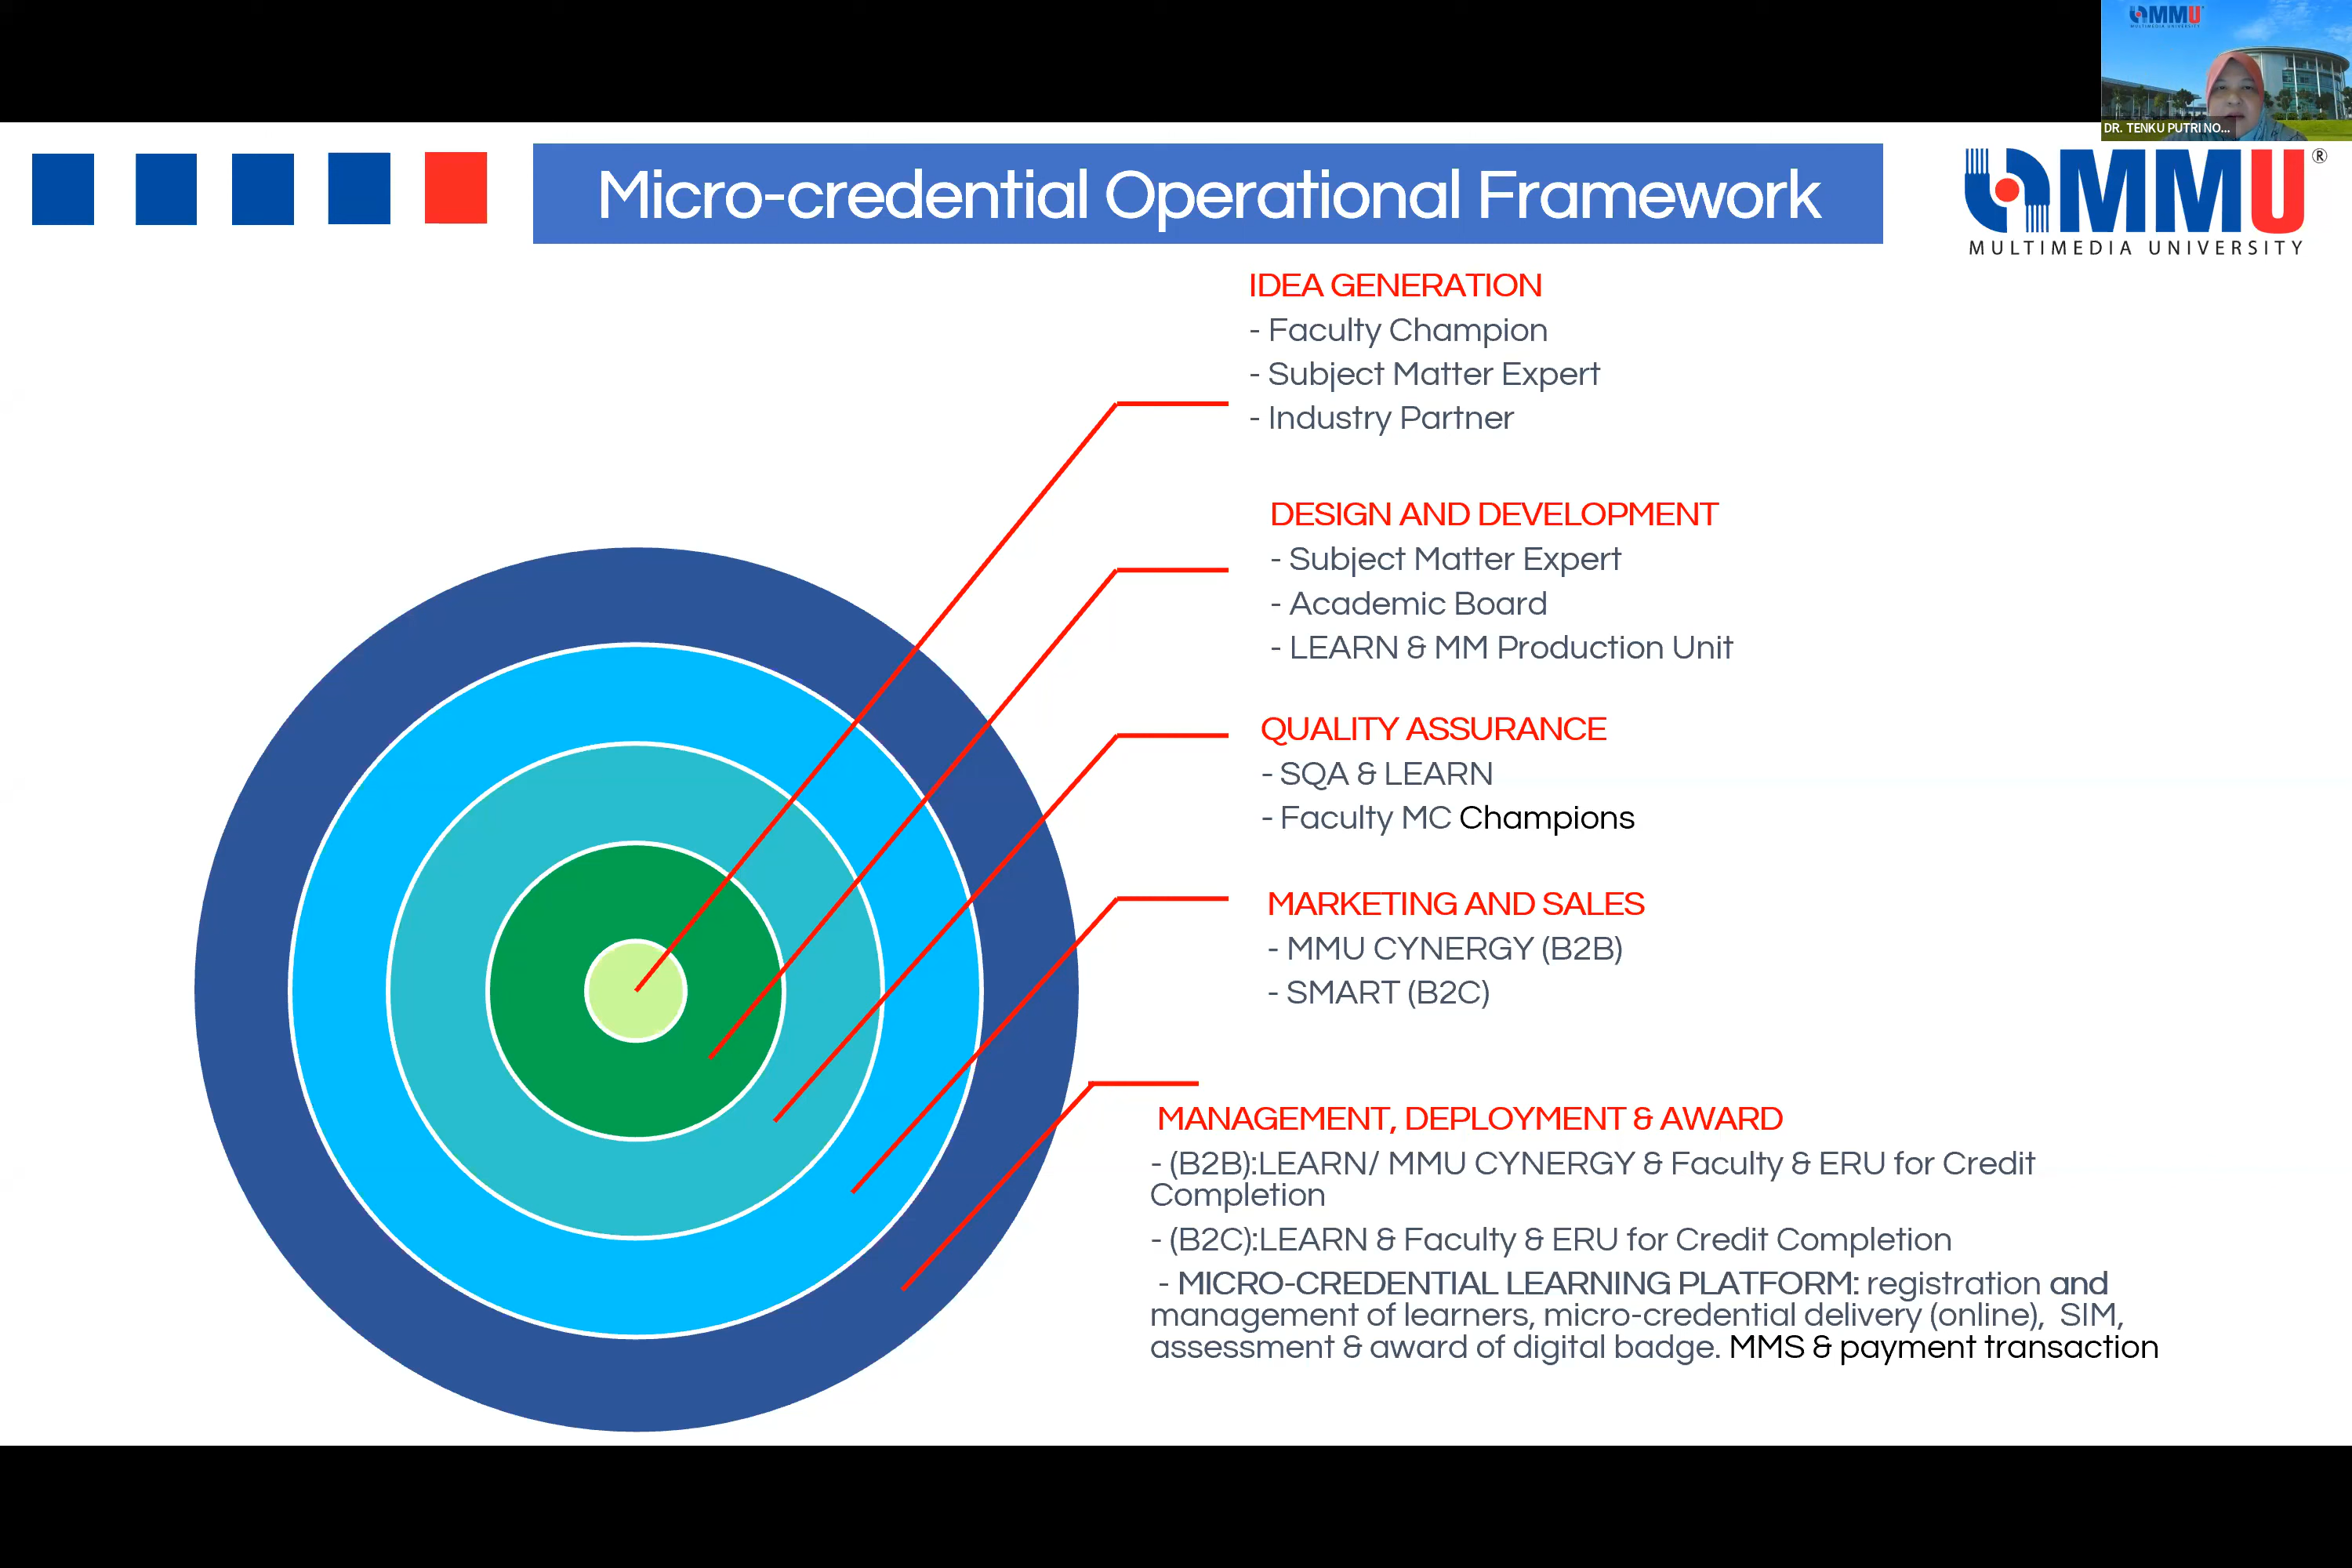 MMU
MULTIMEDIA UNIVERSITY
DR. TENKU PUTRI NO...
Micro-credential Operational Framework
MMU®
MULTIMEDIA UNIVERSITY
IDEA GENERATION
- Faculty Champion
- Subject Matter Expert
- Industry Partner
DESIGN AND DEVELOPMENT
- Subject Matter Expert
- Academic Board
- LEARN & MM Production Unit
QUALITY ASSURANCE
- SQA & LEARN
- Faculty MC Champions
MARKETING AND SALES
- MMU CYNERGY (B2B)
- SMART (B2C)
MANAGEMENT, DEPLOYMENT & AWARD
- (B2B):LEARN/ MMU CYNERGY & Faculty & ERU for Credit
Completion
- (B2C):LEARN & Faculty & ERU for Credit Completion
- MICRO-CREDENTIAL LEARNING PLATFORM: registration and
management of learners, micro-credential delivery (online), SIM,
assessment & award of digital badge. MMS & payment transaction